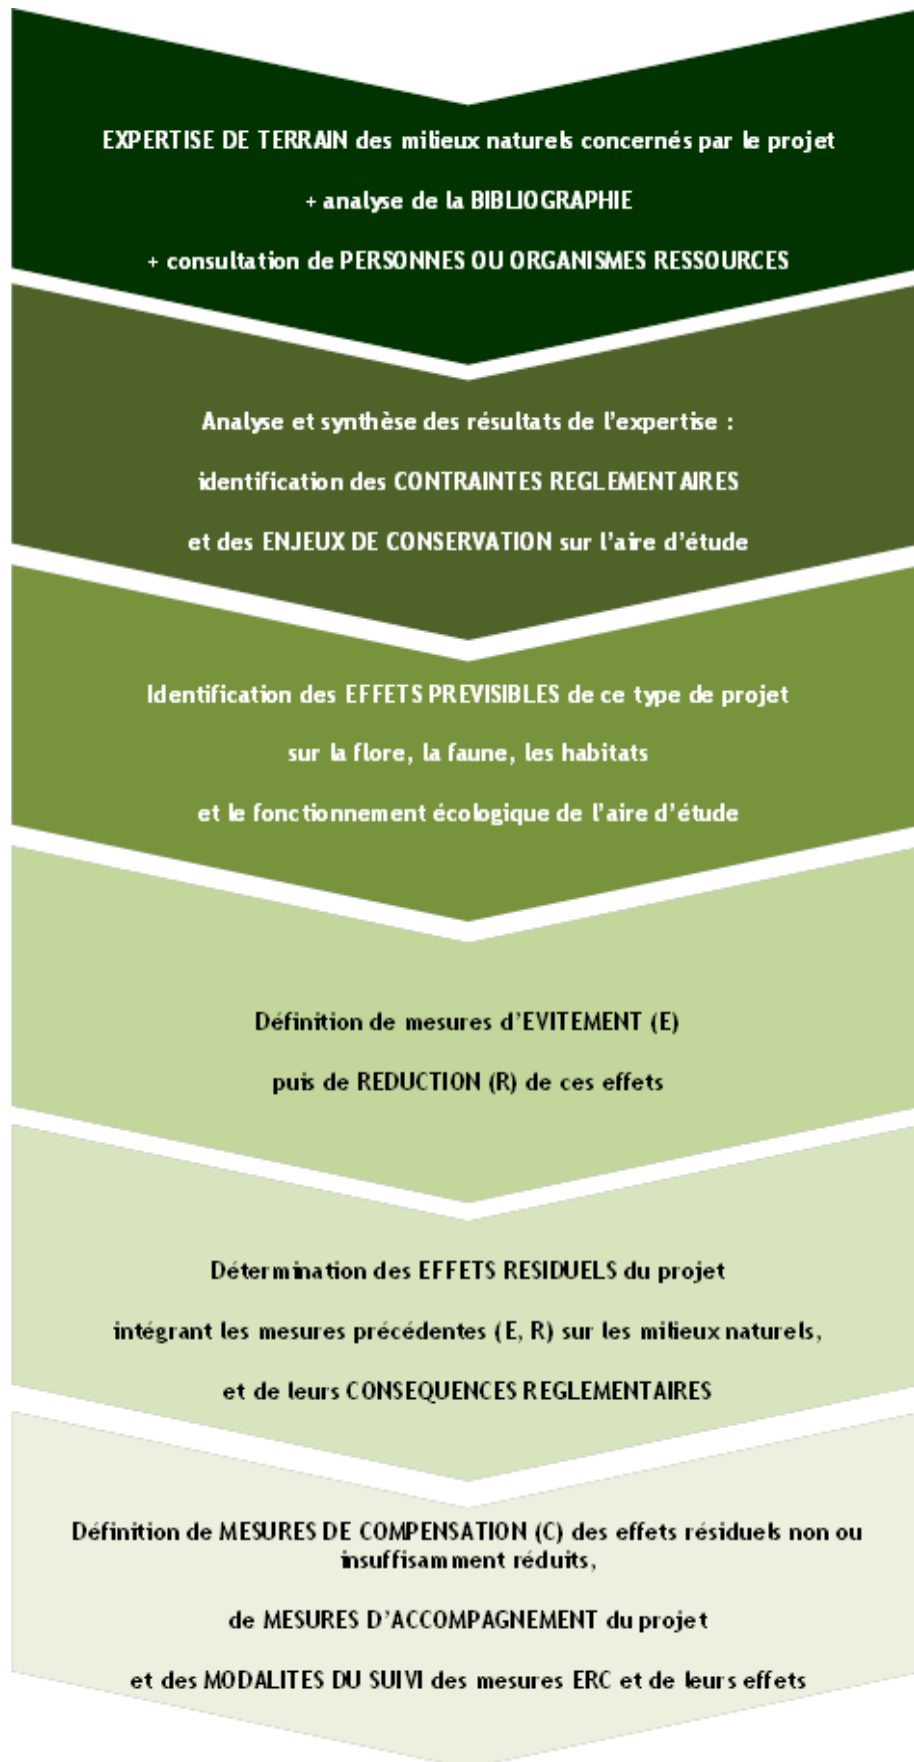 EXPERTISE DE TERRAIN des milieux naturels concernés par le projet
+ analyse de la BIBLIOGRAPHIE
+ consultation de PERSONNES OU ORGANISMES RESSOURCES
Analyse et synthèse des résultats de l'expertise :
identification des CONTRAINTES REGLEMENTAIRES
et des ENJEUX DE CONSERVATION sur l'aire d'étude
Identification des EFFETS PREVISIBLES de ce type de projet
sur la flore, la faune, les habitats
et le fonctionnement écologique de l'aire d'étude
Définition de mesures d'EVITEMENT (E)
puis de REDUCTION (R) de ces effets
Détermination des EFFETS RESIDUELS du projet
intégrant les mesures précédentes (E, R) sur les milieux naturels,
et de leurs CONSEQUENCES REGLEMENTAIRES
Définition de MESURES DE COMPENSATION (C) des effets résiduels non ou
insuffisamment réduits,
de MESURES D'ACCOMPAGNEMENT du projet
et des MODALITES DU SUIVI des mesures ERC et de leurs effets